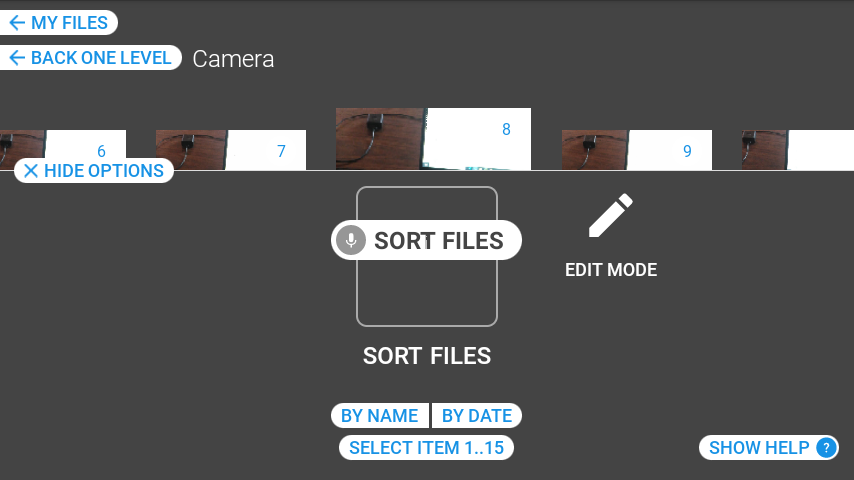 MY FILES
BACK ONE LEVEL Camera
6 7 8 9
HIDE OPTIONS
SORT FILES
EDIT MODE
SORT FILES
BY NAME BY DATE
SELECT ITEM 1..15
SHOW HELP ?